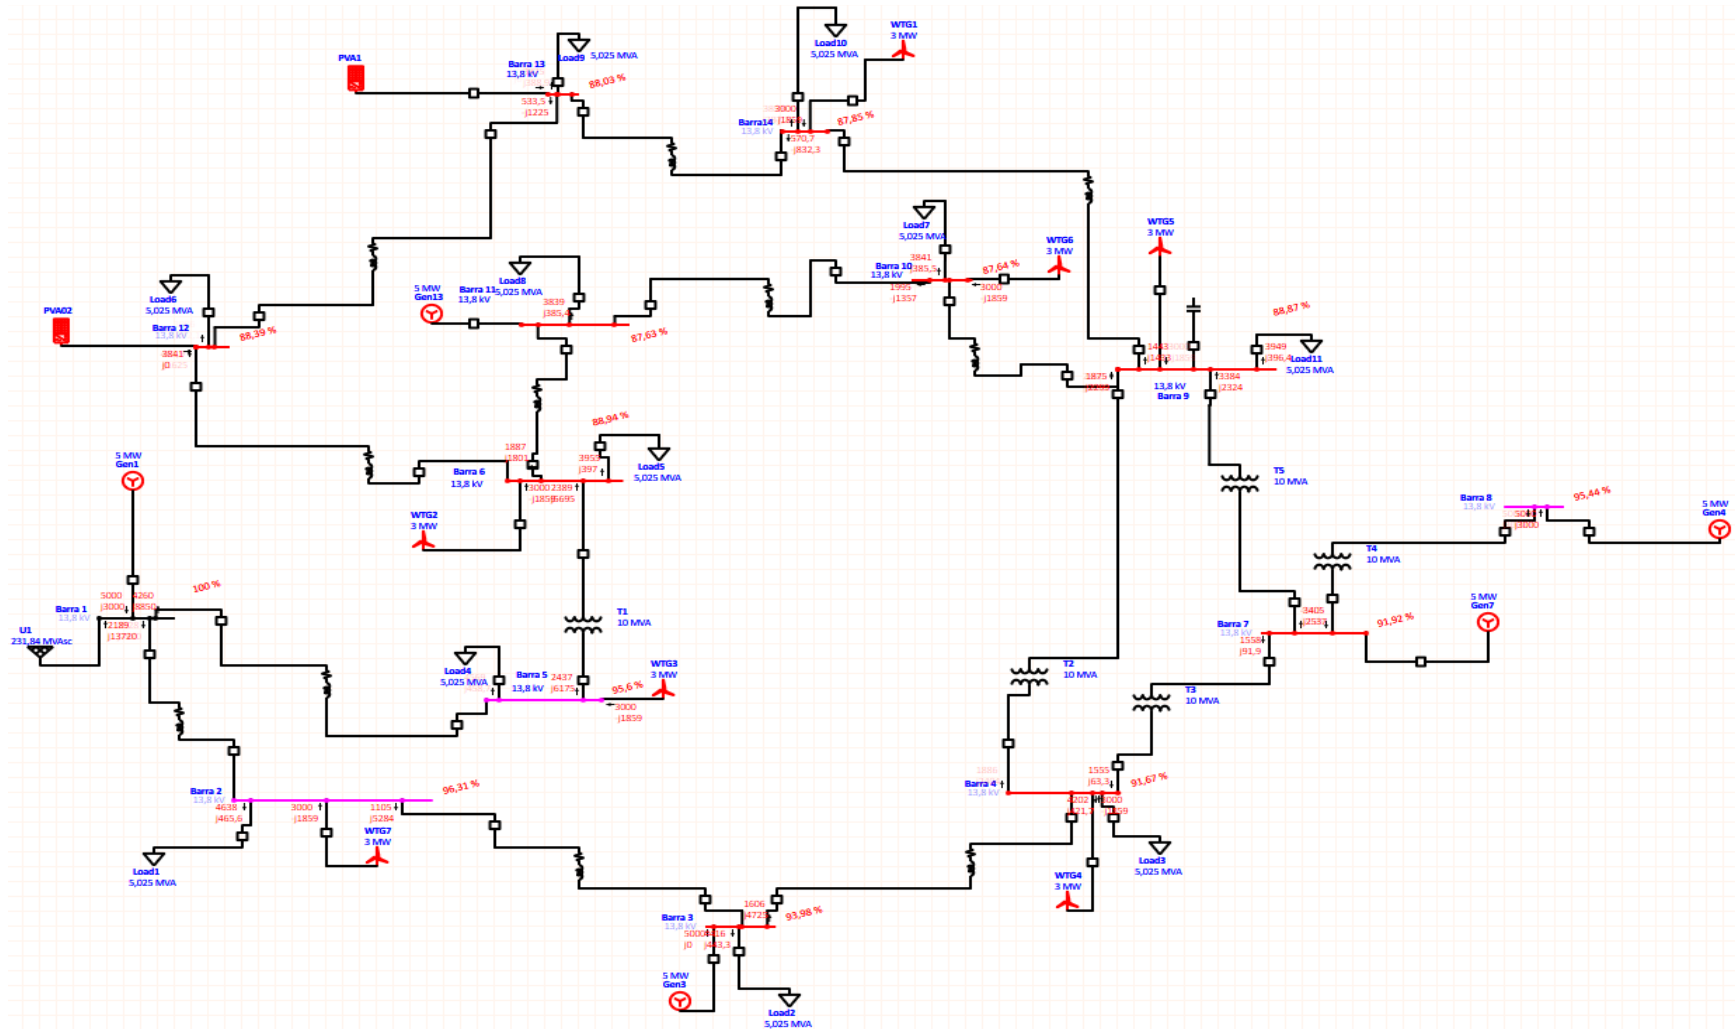 WTG1
3 MW
Load10
5,025 MVA
PVA1
Barra 13
13,8 kV
Load9
5,025 MVA
88,03 %
533,5
j1225
3000
Barra14
13,8 kV
570,7
j832,3
87,85 %
Load7
5,025 MVA
WTG6
3 MW
WTG5
3 MW
3841
j385,5
Barra 10
13,8 kV
87,64 %
1995
j1357
3000
-j1859
Load8
5,025 MVA
5 MW
Gen13
Barra 11
13,8 kV
3839
j385,4
87,63 %
Load6
5,025 MVA
PVA02
Barra 12
13,8 kV
88,39 %
3841
88,87 %
3949
j396,4
Load11
5,025 MVA
1875
3384
j2324
13,8 kV
Barra 9
88,94 %
1887
j1801
3955
j397
Load5
5,025 MVA
Barra 6
13,8 kV
3000
2389
j5695
WTG2
3 MW
5 MW
Gen1
T5
10 MVA
Barra 8
13,8 kV
95,44 %
j3000
5 MW
Gen4
T4
10 MVA
100 %
5000
j3000
4260
j8850
Barra 1
13,8 kV
2189
j13720
U1
231,84 MVAsc
T1
10 MVA
5 MW
Gen7
3405
j2537
Barra 7
13,8 kV
91,92 %
1558
j91,9
Load4
5,025 MVA
Barra 5
13,8 kV
2437
j6175
95,6 %
WTG3
3 MW
3000
-j1859
T2
10 MVA
T3
10 MVA
Barra 4
13,8 kV
1555
j63,3
91,67 %
4202
Barra 2
13,8 kV
96,31 %
4638
j465,6
3000
-j1859
1105
j5284
WTG7
3 MW
Load1
5,025 MVA
Load3
5,025 MVA
WTG4
3 MW
1606
j4725
93,98 %
Barra 3
13,8 kV
5000
j0
5 MW
Gen3
Load2
5,025 MVA